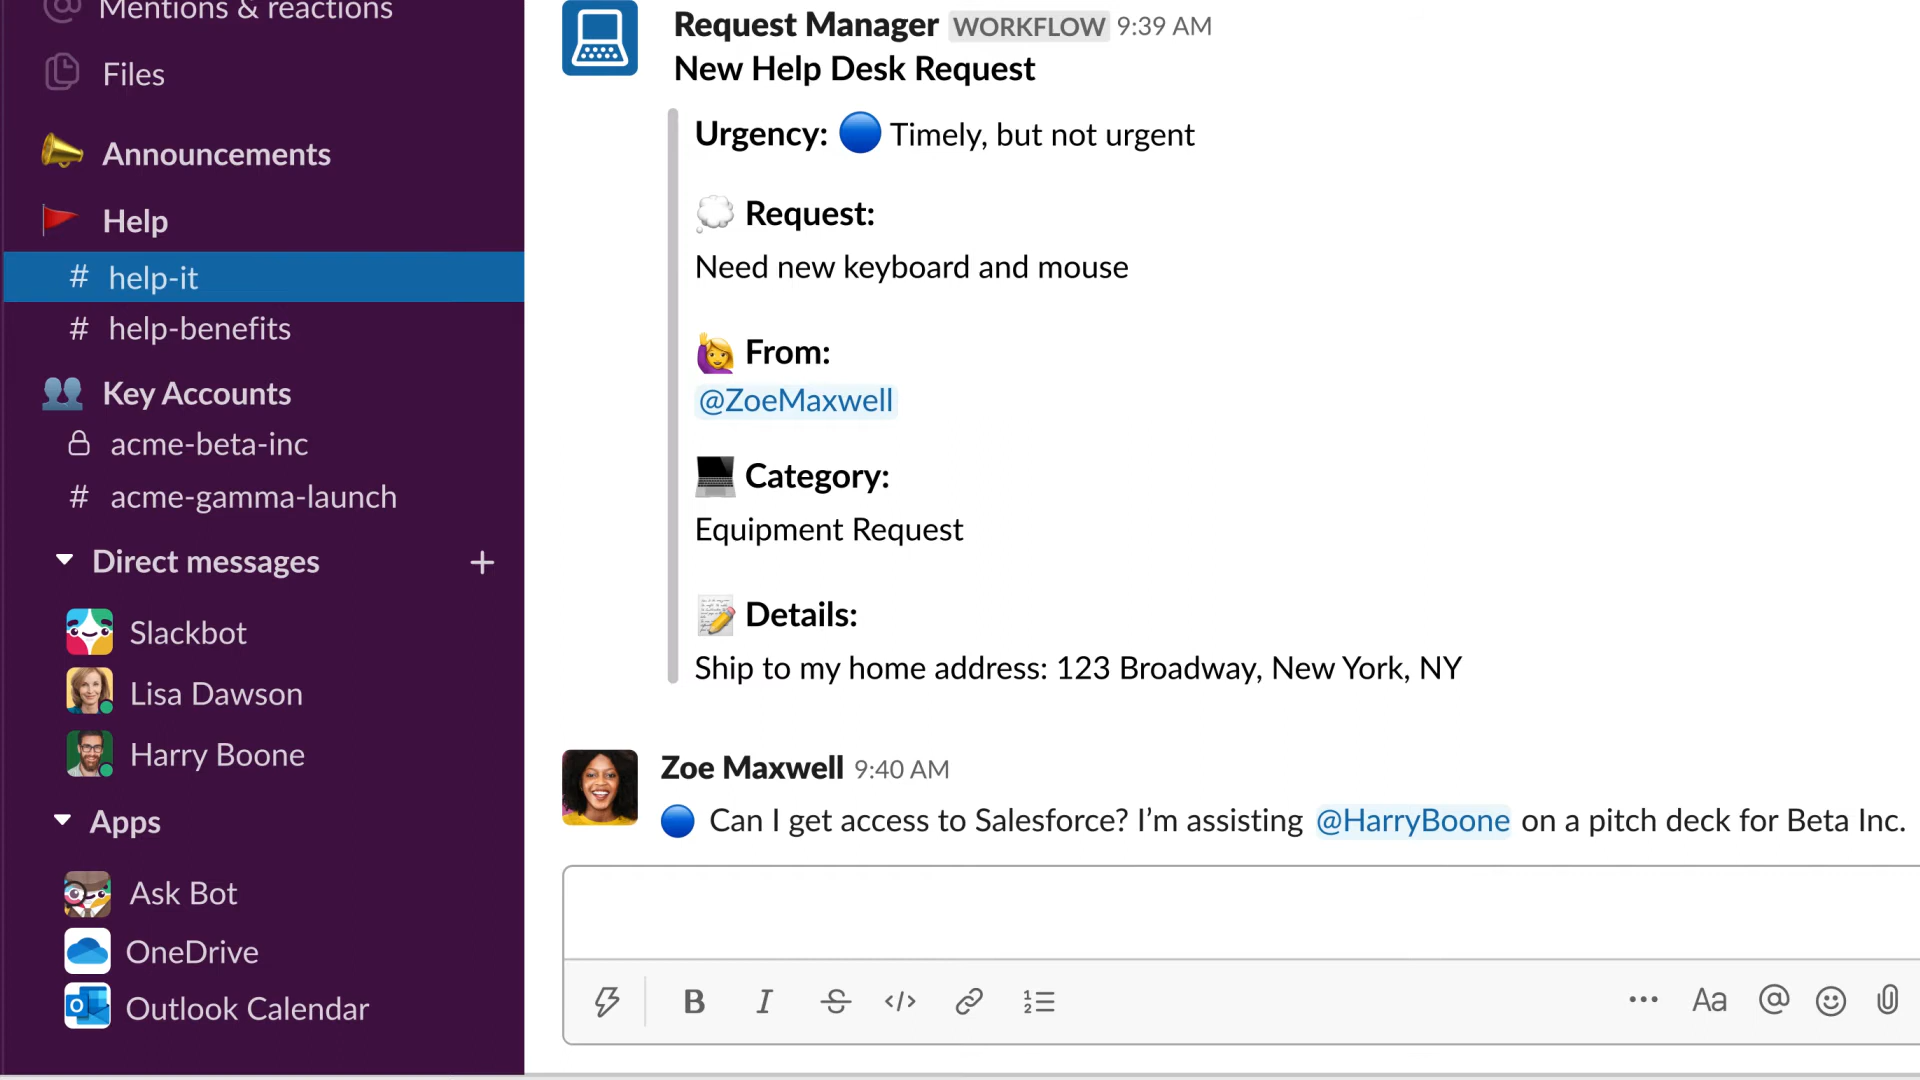 Mentions & reactions
Files
Announcements
Help
# help-it
# help-benefits
Key Accounts
acme-beta-inc
# acme-gamma-launch
Direct messages +
Slackbot
Lisa Dawson
Harry Boone
Apps
Ask Bot
OneDrive
Outlook Calendar
Request Manager WORKFLOW 9:39 AM
New Help Desk Request
Urgency: Timely, but not urgent
Request:
Need new keyboard and mouse
From:
@ZoeMaxwell
Category:
Equipment Request
Details:
Ship to my home address: 123 Broadway, New York, NY
Zoe Maxwell 9:40 AM
Can I get access to Salesforce? I’m assisting @HarryBoone on a pitch deck for Beta Inc.
B I S </> Aa @